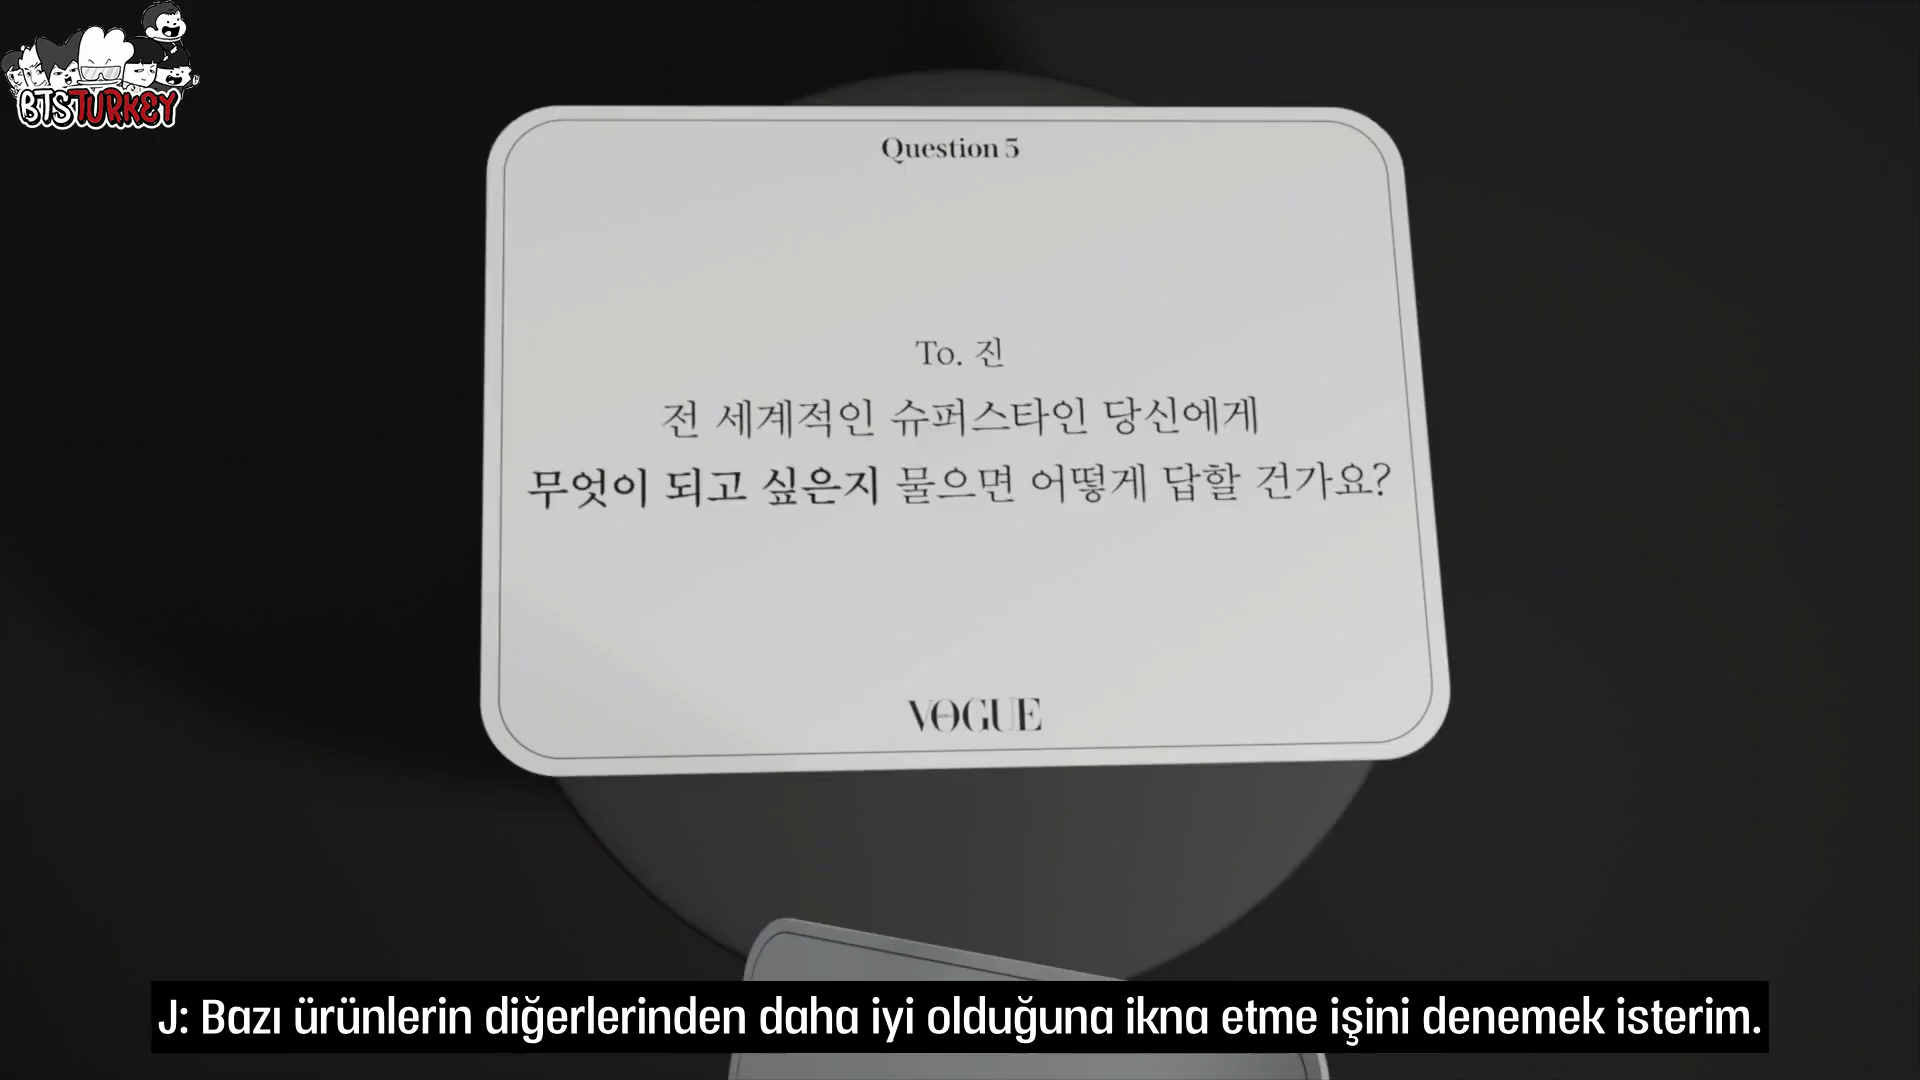 BTSTURKEY
Question 5
To. 진
전 세계적인 슈퍼스타인 당신에게
무엇이 되고 싶은지 물으면 어떻게 답할 건가요?
VOGUE
J: Bazı ürünlerin diğerlerinden daha iyi olduğuna ikna etme işini denemek isterim.